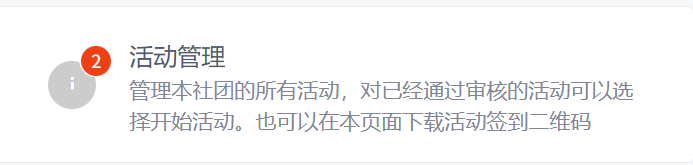 活动管理
2
i
管理本社团的所有活动，对已经通过审核的活动可以选
择开始活动。也可以在本页面下载活动签到二维码